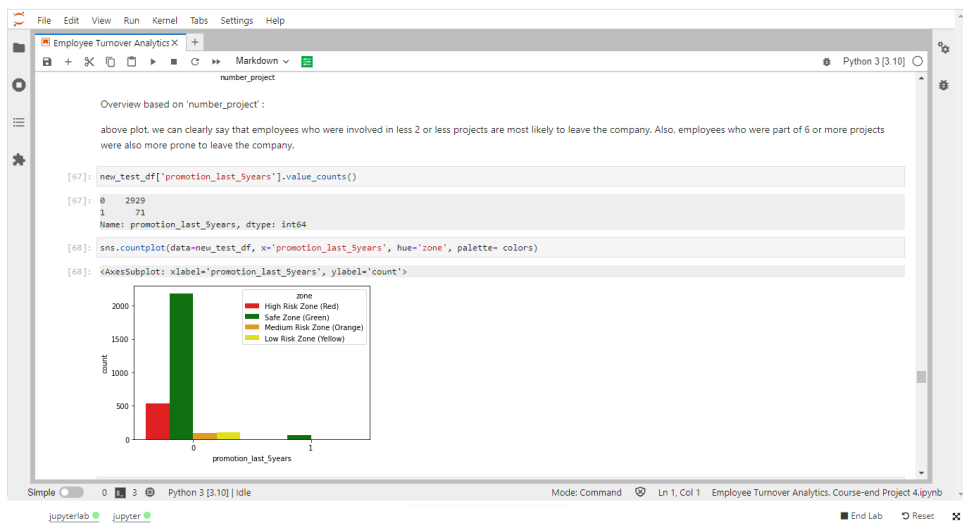 File Edit View Run Kernel Tabs Settings Help
Employee Turnover Analytics
Markdown
Python 3 [3.10]
number_project
Overview based on 'number_project' :
above plot, we can clearly say that employees who were involved in less 2 or less projects are most likely to leave the company. Also, employees who were part of 6 or more projects
were also more prone to leave the company.
[67]: new_test_df['promotion_last_5years'].value_counts()
[67]: 0 2929
1 71
Name: promotion_last_5years, dtype: int64
[68]: sns.countplot(data=new_test_df, x='promotion_last_5years', hue='zone', palette= colors)
[68]: <AxesSubplot: xlabel='promotion_last_5years', ylabel='count'>
zone
High Risk Zone (Red)
Safe Zone (Green)
Medium Risk Zone (Orange)
Low Risk Zone (Yellow)
2000
1500
1000
500
0
count
0 1
promotion_last_5years
Simple 0 3 Python 3 [3.10] | Idle Mode: Command Ln 1, Col 1 Employee Turnover Analytics. Course-end Project 4.ipynb
jupyterlab jupyter End Lab Reset